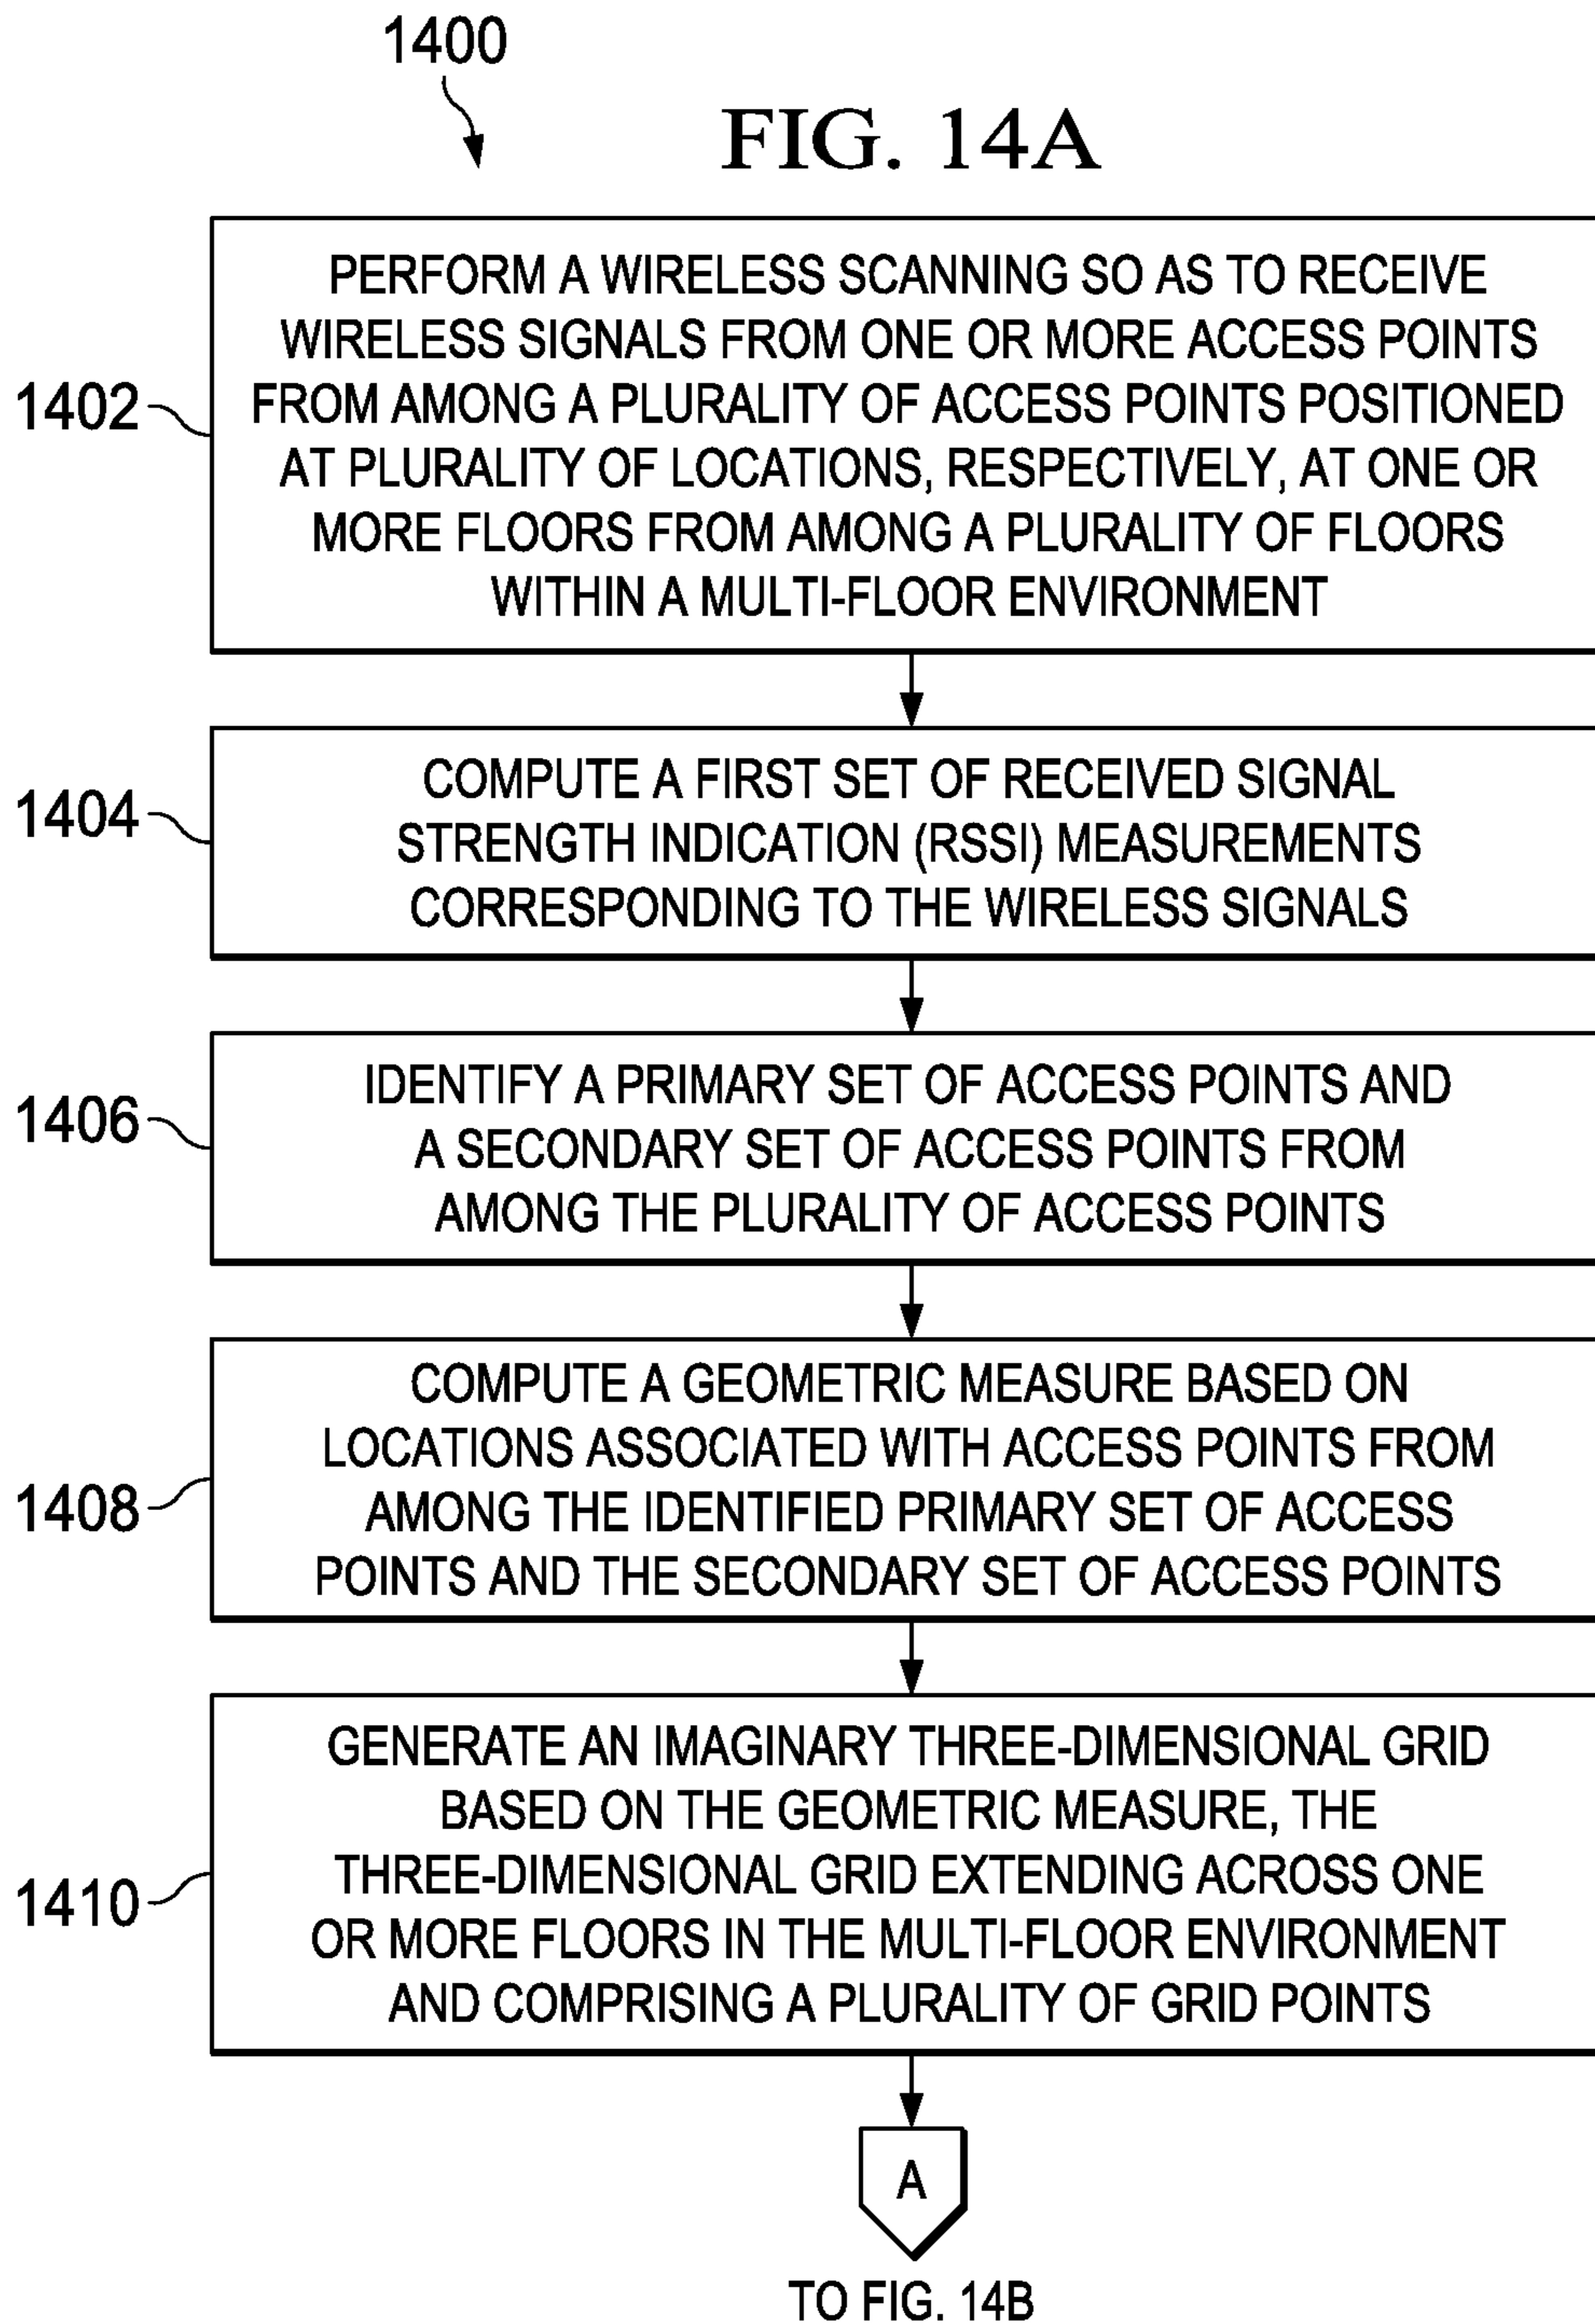 1400
FIG. 14A
PERFORM A WIRELESS SCANNING SO AS TO RECEIVE
WIRELESS SIGNALS FROM ONE OR MORE ACCESS POINTS
1402
FROM AMONG A PLURALITY OF ACCESS POINTS POSITIONED
AT PLURALITY OF LOCATIONS, RESPECTIVELY, AT ONE OR
MORE FLOORS FROM AMONG A PLURALITY OF FLOORS
WITHIN A MULTI-FLOOR ENVIRONMENT
COMPUTE A FIRST SET OF RECEIVED SIGNAL
1404
STRENGTH INDICATION (RSSI) MEASUREMENTS
CORRESPONDING TO THE WIRELESS SIGNALS
IDENTIFY A PRIMARY SET OF ACCESS POINTS AND
1406
A SECONDARY SET OF ACCESS POINTS FROM
AMONG THE PLURALITY OF ACCESS POINTS
COMPUTE A GEOMETRIC MEASURE BASED ON
LOCATIONS ASSOCIATED WITH ACCESS POINTS FROM
1408
AMONG THE IDENTIFIED PRIMARY SET OF ACCESS
POINTS AND THE SECONDARY SET OF ACCESS POINTS
GENERATE AN IMAGINARY THREE-DIMENSIONAL GRID
BASED ON THE GEOMETRIC MEASURE, THE
1410
THREE-DIMENSIONAL GRID EXTENDING ACROSS ONE
OR MORE FLOORS IN THE MULTI-FLOOR ENVIRONMENT
AND COMPRISING A PLURALITY OF GRID POINTS
A
TO FIG. 14B